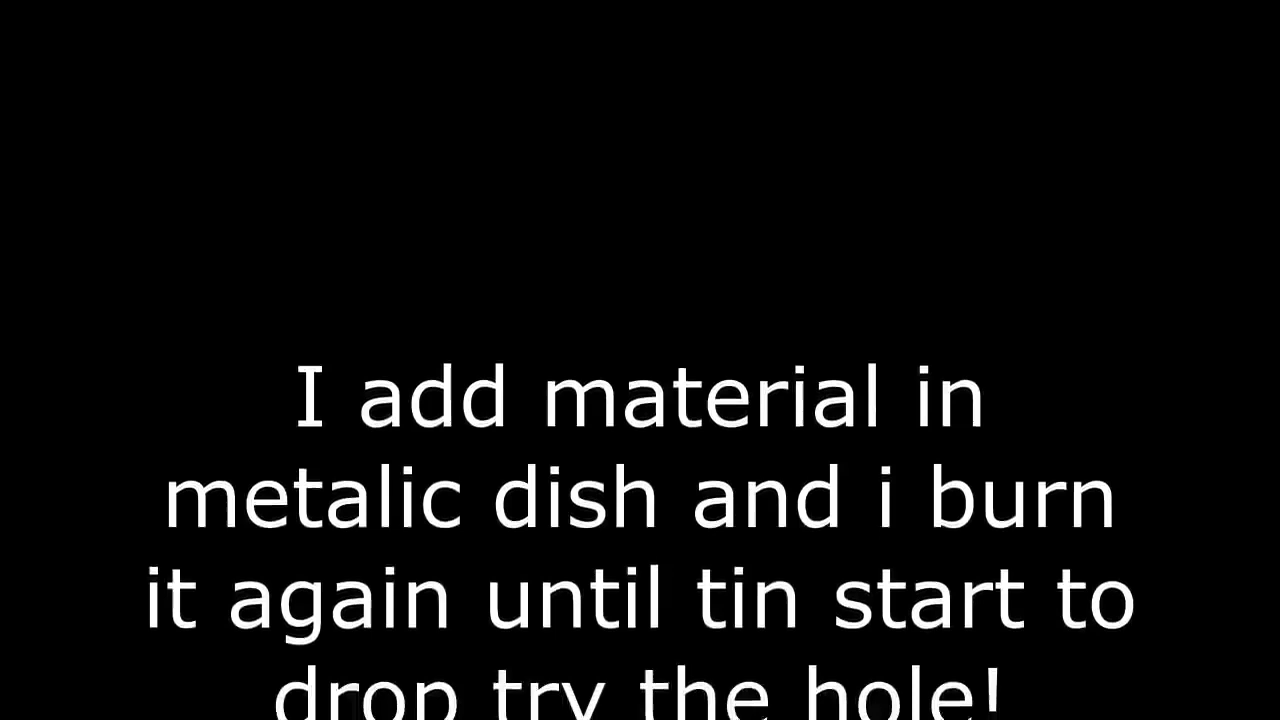 I add material in
metalic dish and i burn
it again until tin start to
drop try the hole!